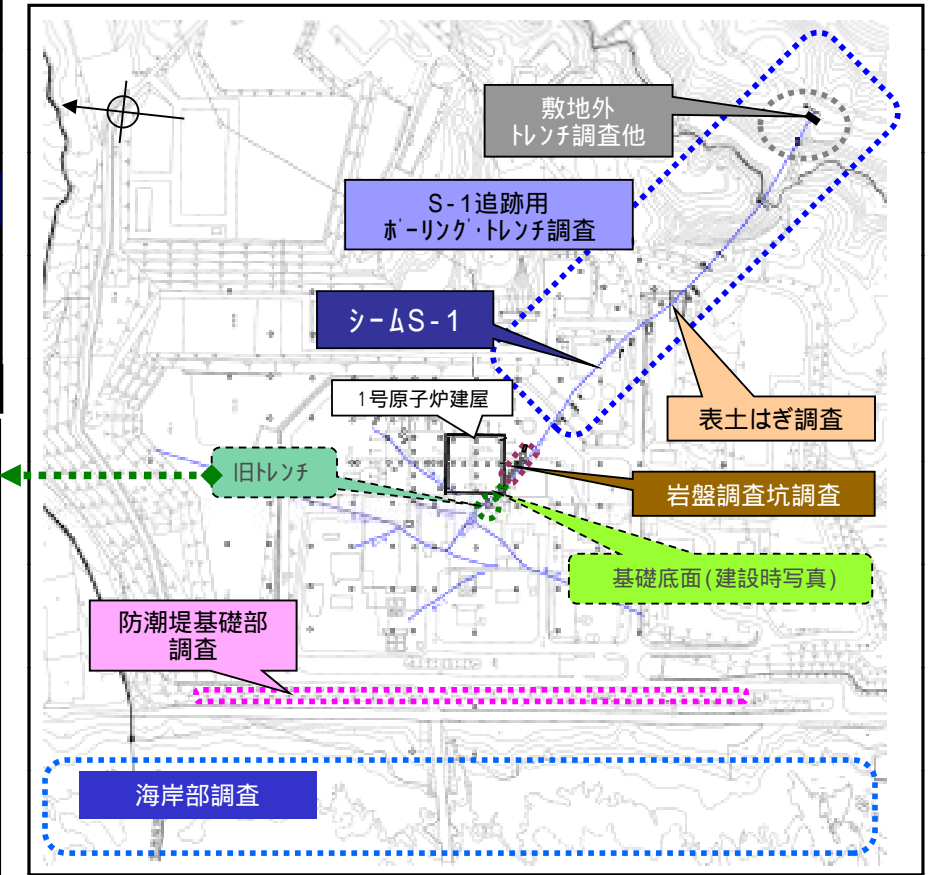 敷地外
トレンチ調査他
S-1追跡用
ボーリング・トレンチ調査
シームS-1
1号原子炉建屋
表土はぎ調査
旧トレンチ
岩盤調査坑調査
基礎底面(建設時写真)
防潮堤基礎部
調査
海岸部調査